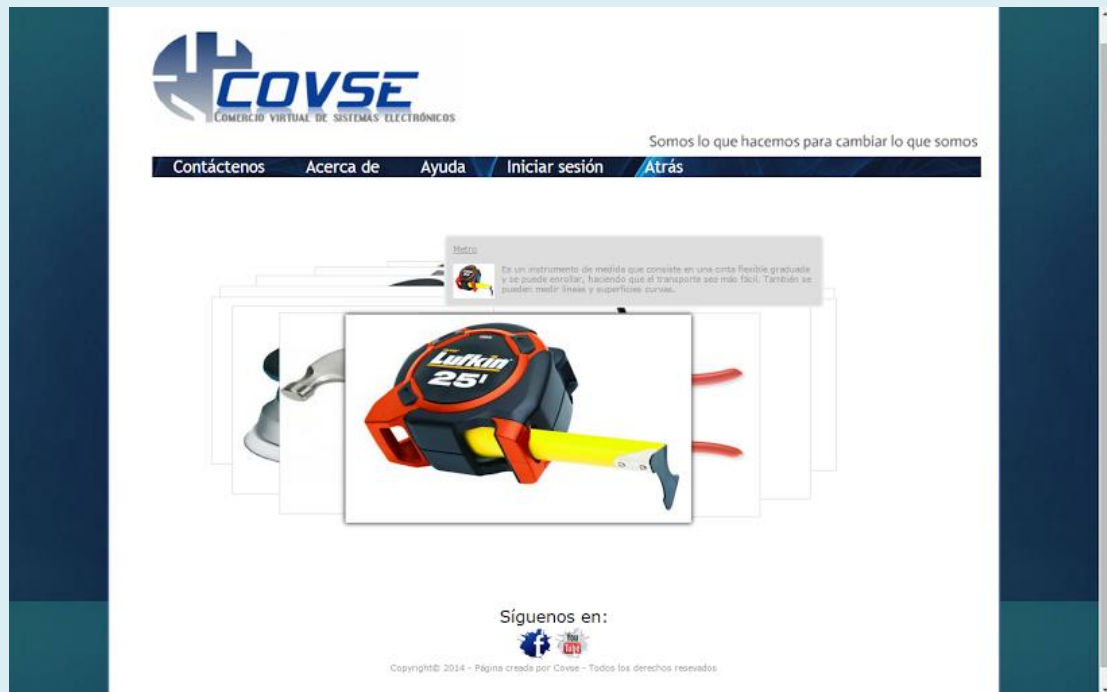 COVSE
COMERCIO VIRTUAL DE SISTEMAS ELECTRÓNICOS
Somos lo que hacemos para cambiar lo que somos
Contáctenos Acerca de Ayuda Iniciar sesión Atrás
Metro
Es un instrumento de medida que consiste en una cinta flexible graduada
y se puede enrollar, haciendo que el transporte sea más fácil. También se
pueden medir líneas y superficies curvas.
Lufkin
25'
Síguenos en:
f You Tube
Copyright© 2014 - Página creada por Covse - Todos los derechos resevados